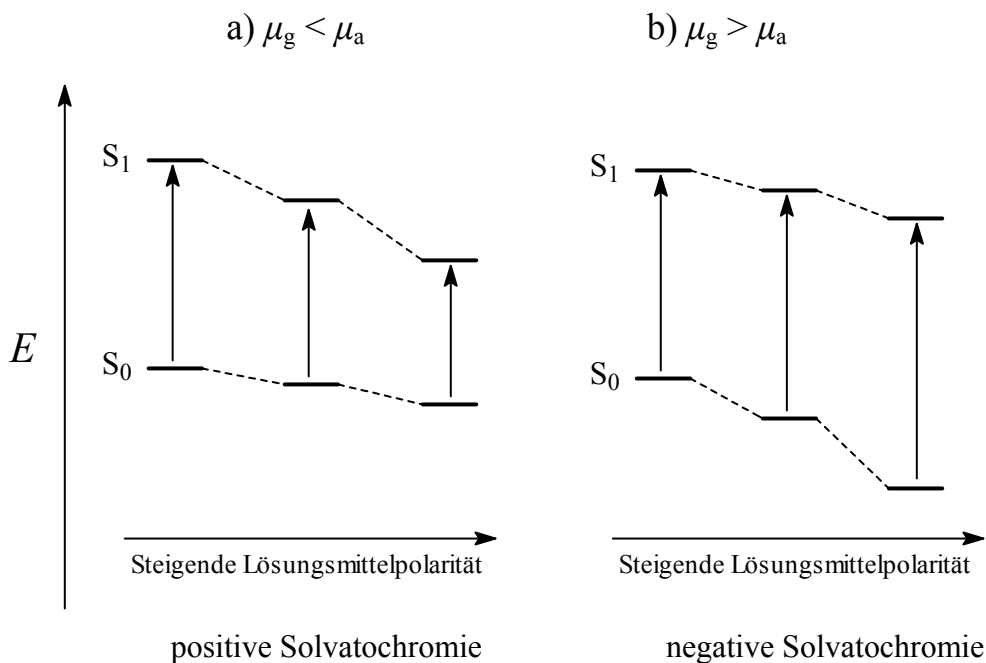 a) μg < μa
b) μg > μa
S1
S0
E
Steigende Lösungsmittelpolarität
positive Solvatochromie
S1
S0
Steigende Lösungsmittelpolarität
negative Solvatochromie